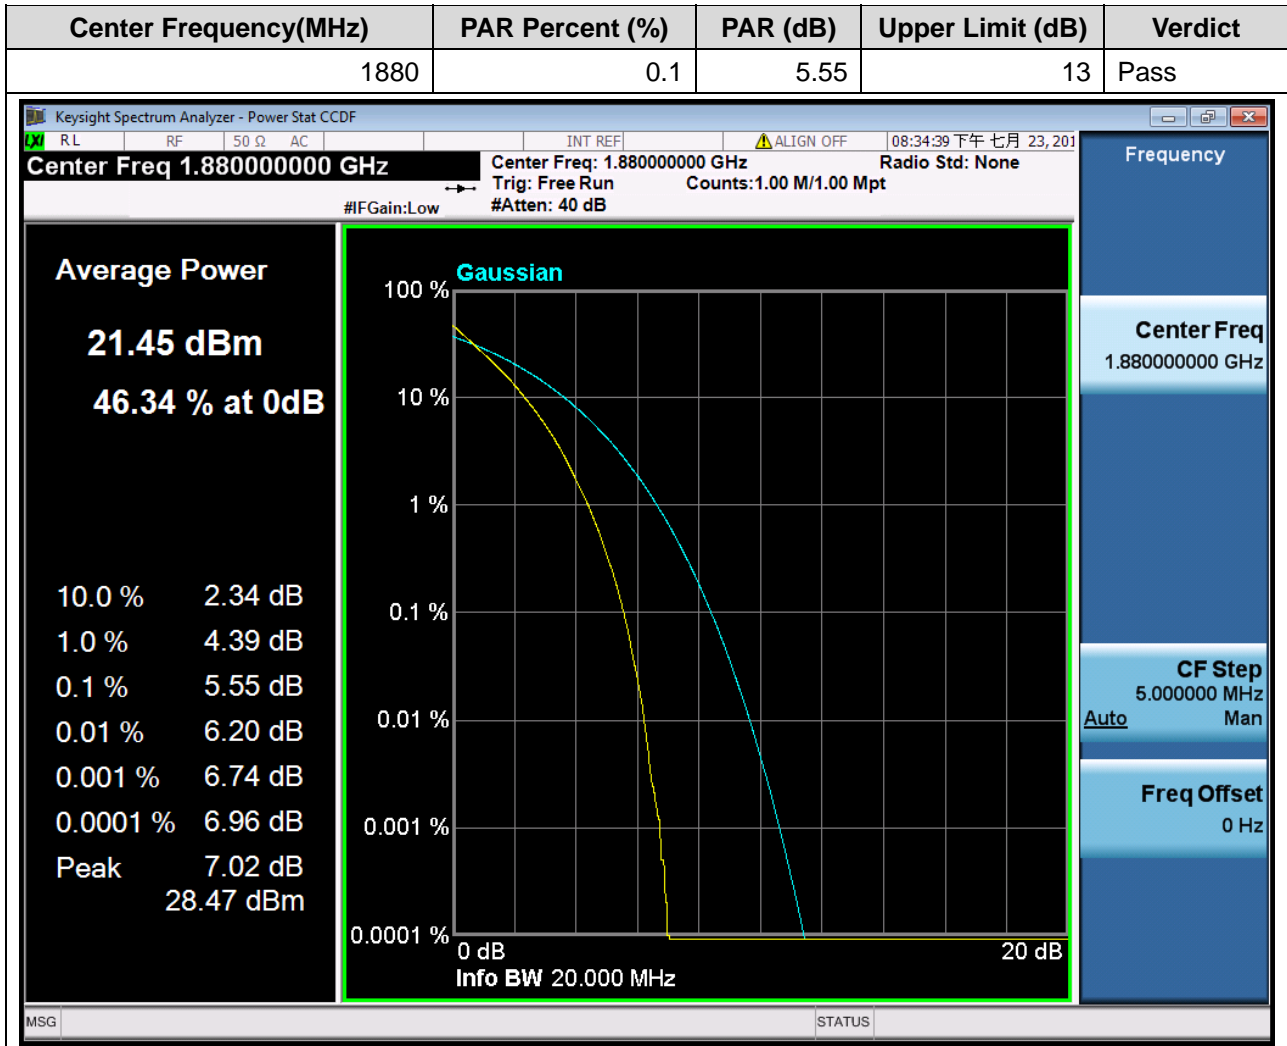 Center Frequency(MHz) PAR Percent (%) PAR (dB) Upper Limit (dB) Verdict
1880 0.1 5.55 13 Pass
Keysight Spectrum Analyzer - Power Stat CCDF
LXI RL RF 50 Ω AC INT REF ALIGN OFF 08:34:39 下午 七月 23, 201
Center Freq 1.880000000 GHz
#IFGain:Low
Center Freq: 1.880000000 GHz Radio Std: None
Trig: Free Run Counts:1.00 M/1.00 Mpt
#Atten: 40 dB
Average Power
21.45 dBm
46.34 % at 0dB
10.0 % 2.34 dB
1.0 % 4.39 dB
0.1 % 5.55 dB
0.01 % 6.20 dB
0.001 % 6.74 dB
0.0001 % 6.96 dB
Peak 7.02 dB
28.47 dBm
Gaussian
100 %
10 %
1 %
0.1 %
0.01 %
0.001 %
0.0001 %
0 dB 20 dB
Info BW 20.000 MHz
Frequency
Center Freq
1.880000000 GHz
CF Step
5.000000 MHz
Auto Man
Freq Offset
0 Hz
MSG STATUS